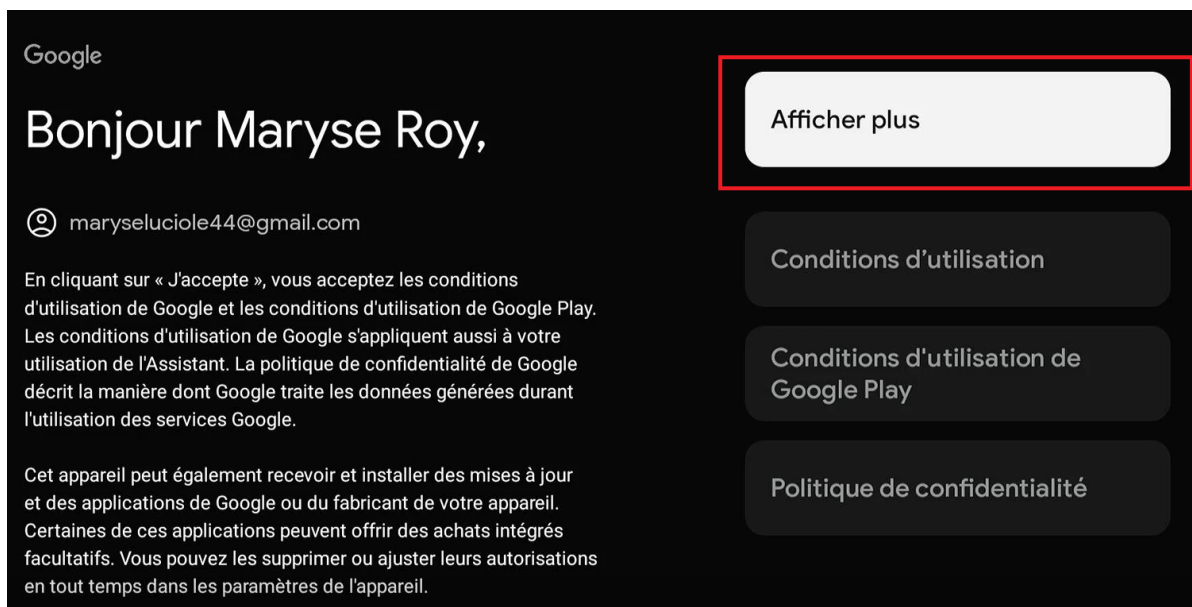 Google
Bonjour Maryse Roy,
maryseluciole44@gmail.com
En cliquant sur « J'accepte », vous acceptez les conditions
d'utilisation de Google et les conditions d'utilisation de Google Play.
Les conditions d'utilisation de Google s'appliquent aussi à votre
utilisation de l'Assistant. La politique de confidentialité de Google
décrit la manière dont Google traite les données générées durant
l'utilisation des services Google.
Cet appareil peut également recevoir et installer des mises à jour
et des applications de Google ou du fabricant de votre appareil.
Certaines de ces applications peuvent offrir des achats intégrés
facultatifs. Vous pouvez les supprimer ou ajuster leurs autorisations
en tout temps dans les paramètres de l'appareil.
Afficher plus
Conditions d’utilisation
Conditions d'utilisation de
Google Play
Politique de confidentialité